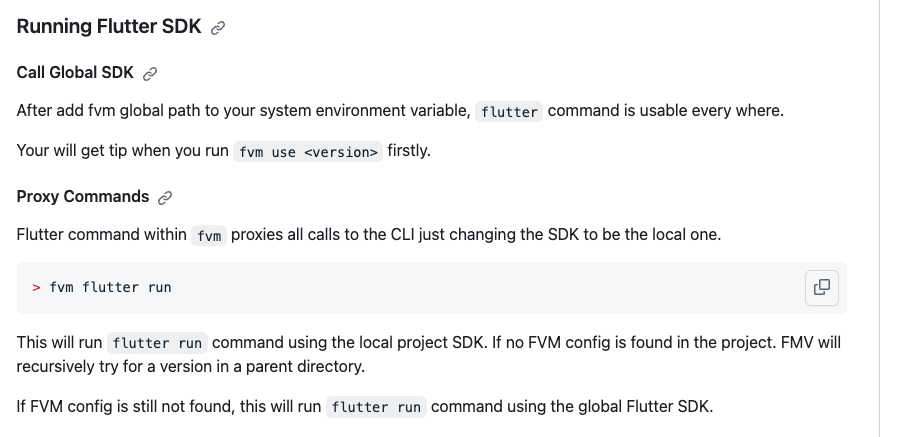 Running Flutter SDK
Call Global SDK
After add fvm global path to your system environment variable, flutter command is usable every where.
Your will get tip when you run fvm use <version> firstly.
Proxy Commands
Flutter command within fvm proxies all calls to the CLI just changing the SDK to be the local one.
> fvm flutter run
This will run flutter run command using the local project SDK. If no FVM config is found in the project. FMV will
recursively try for a version in a parent directory.
If FVM config is still not found, this will run flutter run command using the global Flutter SDK.